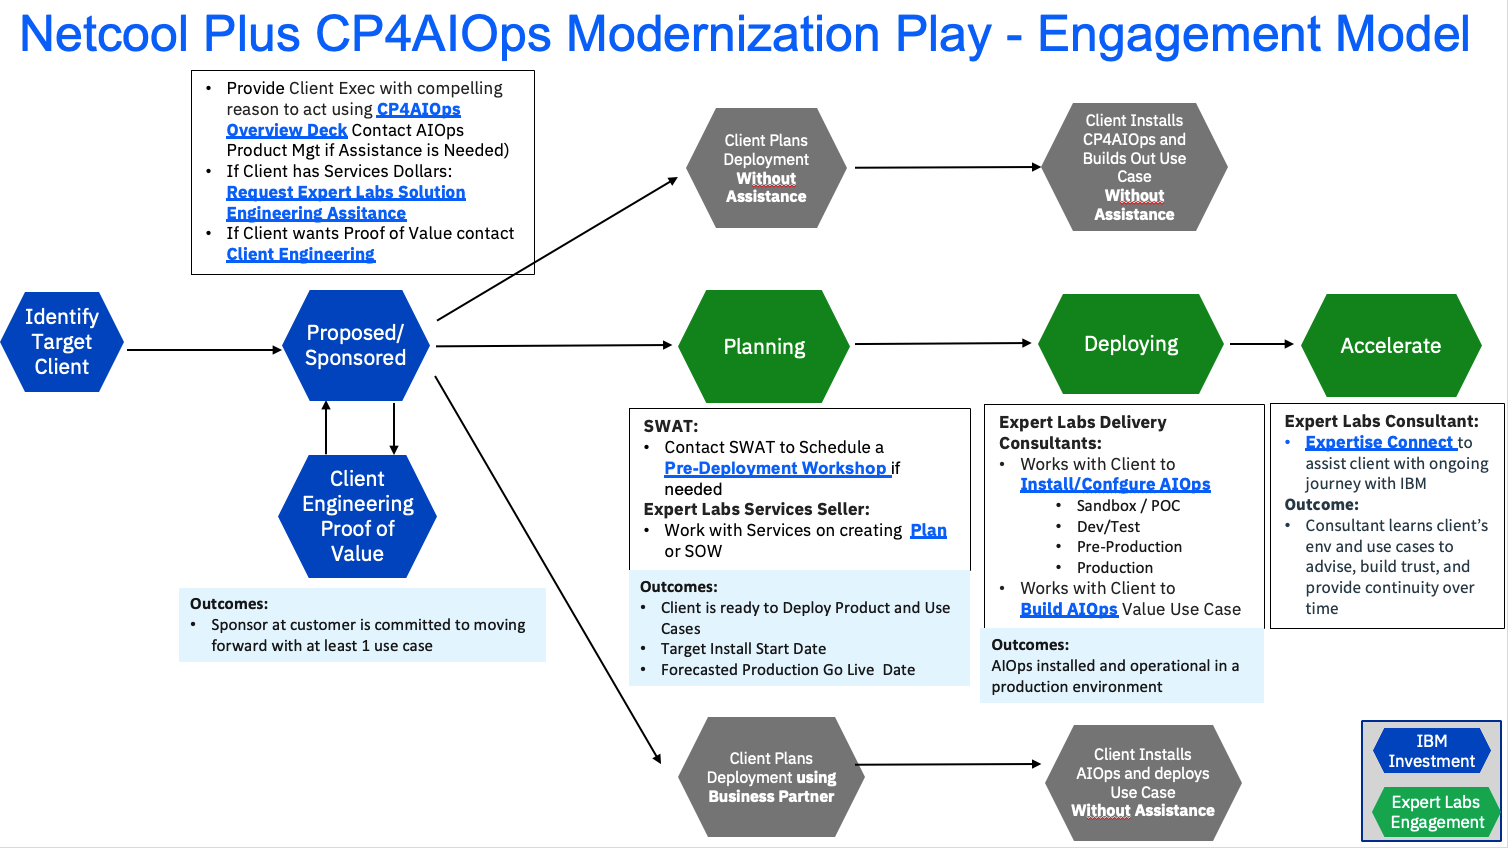 Netcool Plus CP4AIOps Modernization Play - Engagement Model
• Provide Client Exec with compelling
reason to act using CP4AIOps
Overview Deck Contact AIOps
Product Mgt if Assistance is Needed)
• If Client has Services Dollars:
Request Expert Labs Solution
Engineering Assitance
• If Client wants Proof of Value contact
Client Engineering
Client Plans
Deployment
Without
Assistance
Client Installs
CP4AIOps and
Builds Out Use
Case
Without
Assistance
Identify
Target
Client
Proposed/
Sponsored
Planning
Deploying
Accelerate
Client
Engineering
Proof of
Value
Outcomes:
• Sponsor at customer is committed to moving
forward with at least 1 use case
SWAT:
• Contact SWAT to Schedule a
Pre-Deployment Workshop if
needed
Expert Labs Services Seller:
• Work with Services on creating Plan
or SOW
Outcomes:
• Client is ready to Deploy Product and Use
Cases
• Target Install Start Date
• Forecasted Production Go Live Date
Expert Labs Delivery
Consultants:
• Works with Client to
Install/Confgure AIOps
• Sandbox / POC
• Dev/Test
• Pre-Production
• Production
• Works with Client to
Build AIOps Value Use Case
Outcomes:
AIOps installed and operational in a
production environment
Expert Labs Consultant:
• Expertise Connect to
assist client with ongoing
journey with IBM
Outcome:
• Consultant learns client's
env and use cases to
advise, build trust, and
provide continuity over
time
Client Plans
Deployment using
Business Partner
Client Installs
AIOps and deploys
Use Case
Without Assistance
IBM
Investment
Expert Labs
Engagement